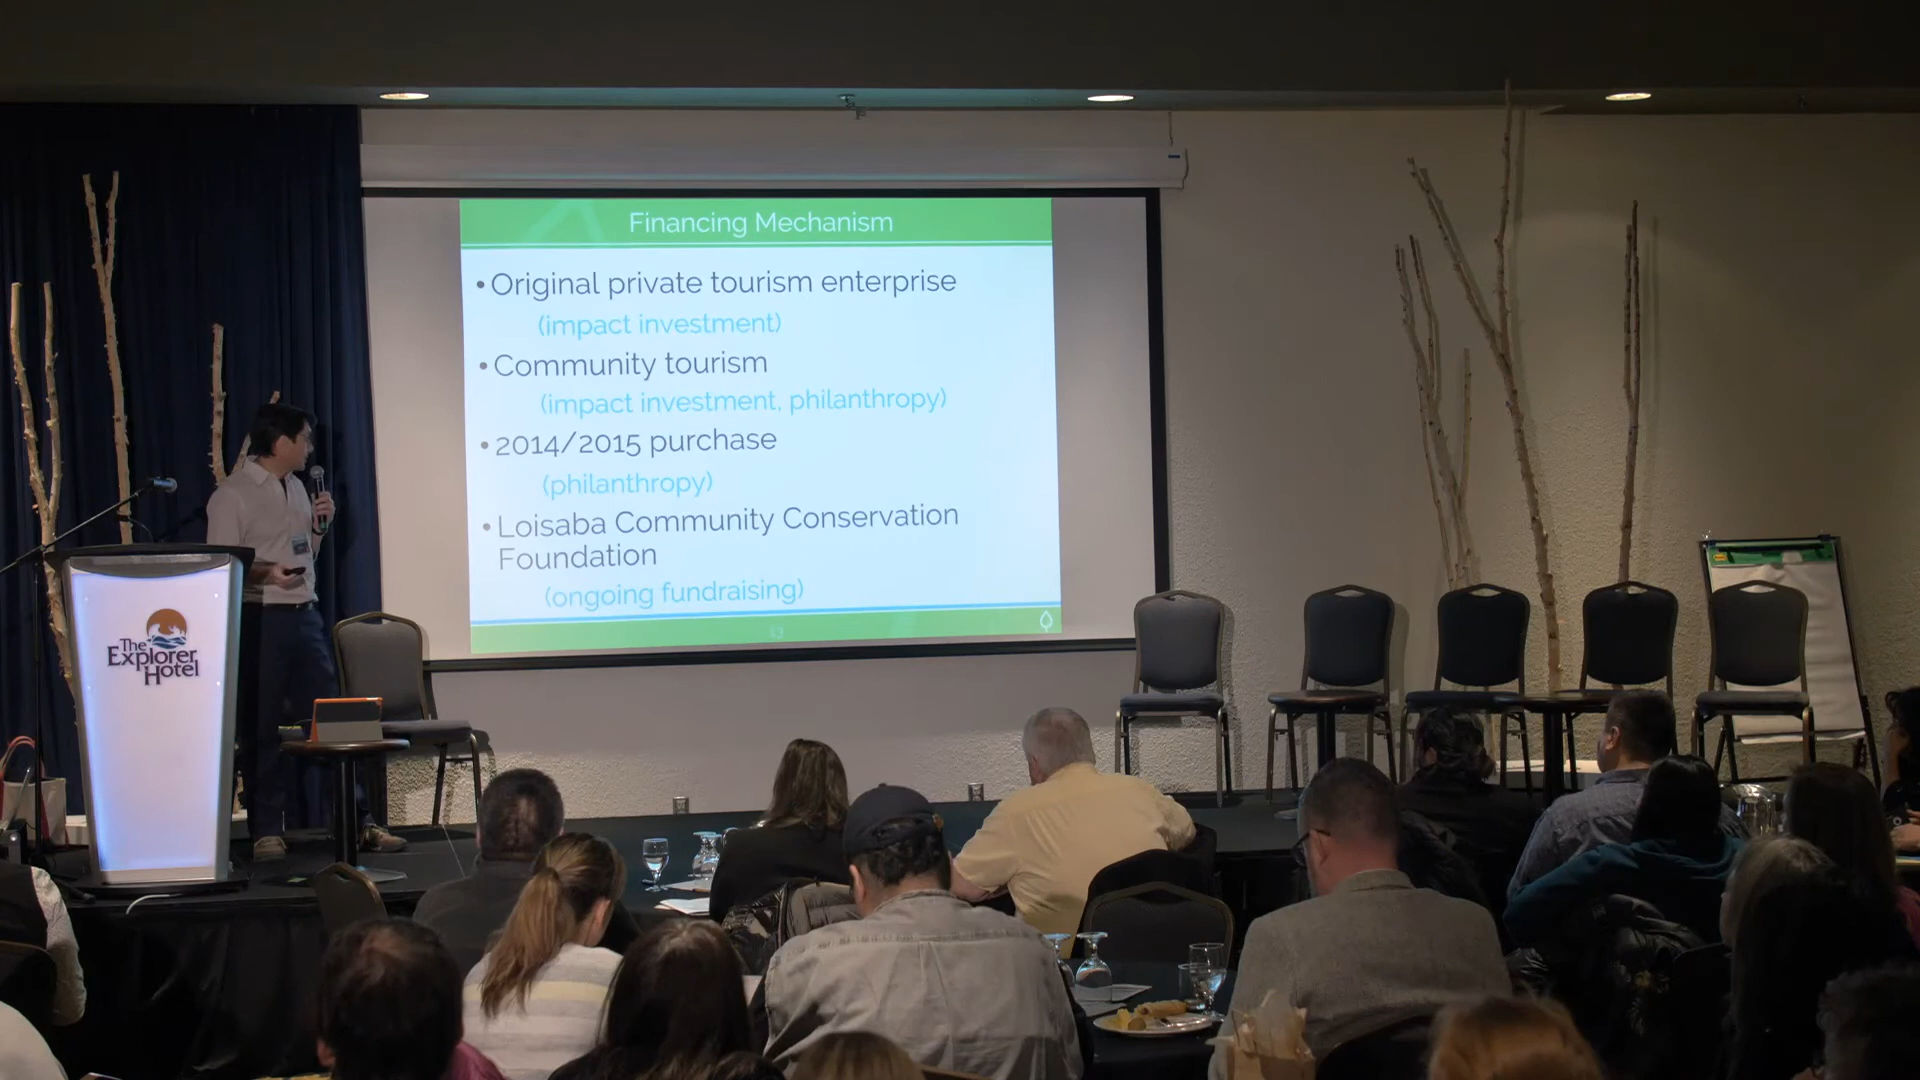 Financing Mechanism
• Original private tourism enterprise
(impact investment)
• Community tourism
(impact investment, philanthropy)
• 2014/2015 purchase
(philanthropy)
• Loisaba Community Conservation
Foundation
(ongoing fundraising)
The
Explorer
Hotel